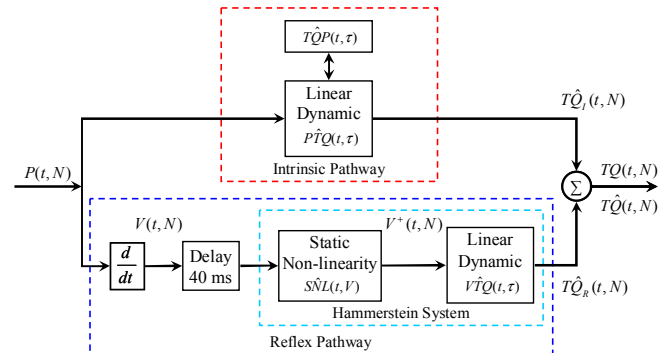 TQ̂P(t,τ)
Linear
Dynamic
PT̂Q(t,τ)
Intrinsic Pathway
TQ̂_I(t,N)
P(t,N)
Σ
TQ(t,N)
TQ̂(t,N)
V(t,N)
d/dt
Delay
40 ms
Static
Non-linearity
SN̂L(t,V)
V⁺(t,N)
Linear
Dynamic
VT̂Q(t,τ)
Hammerstein System
TQ̂_R(t,N)
Reflex Pathway